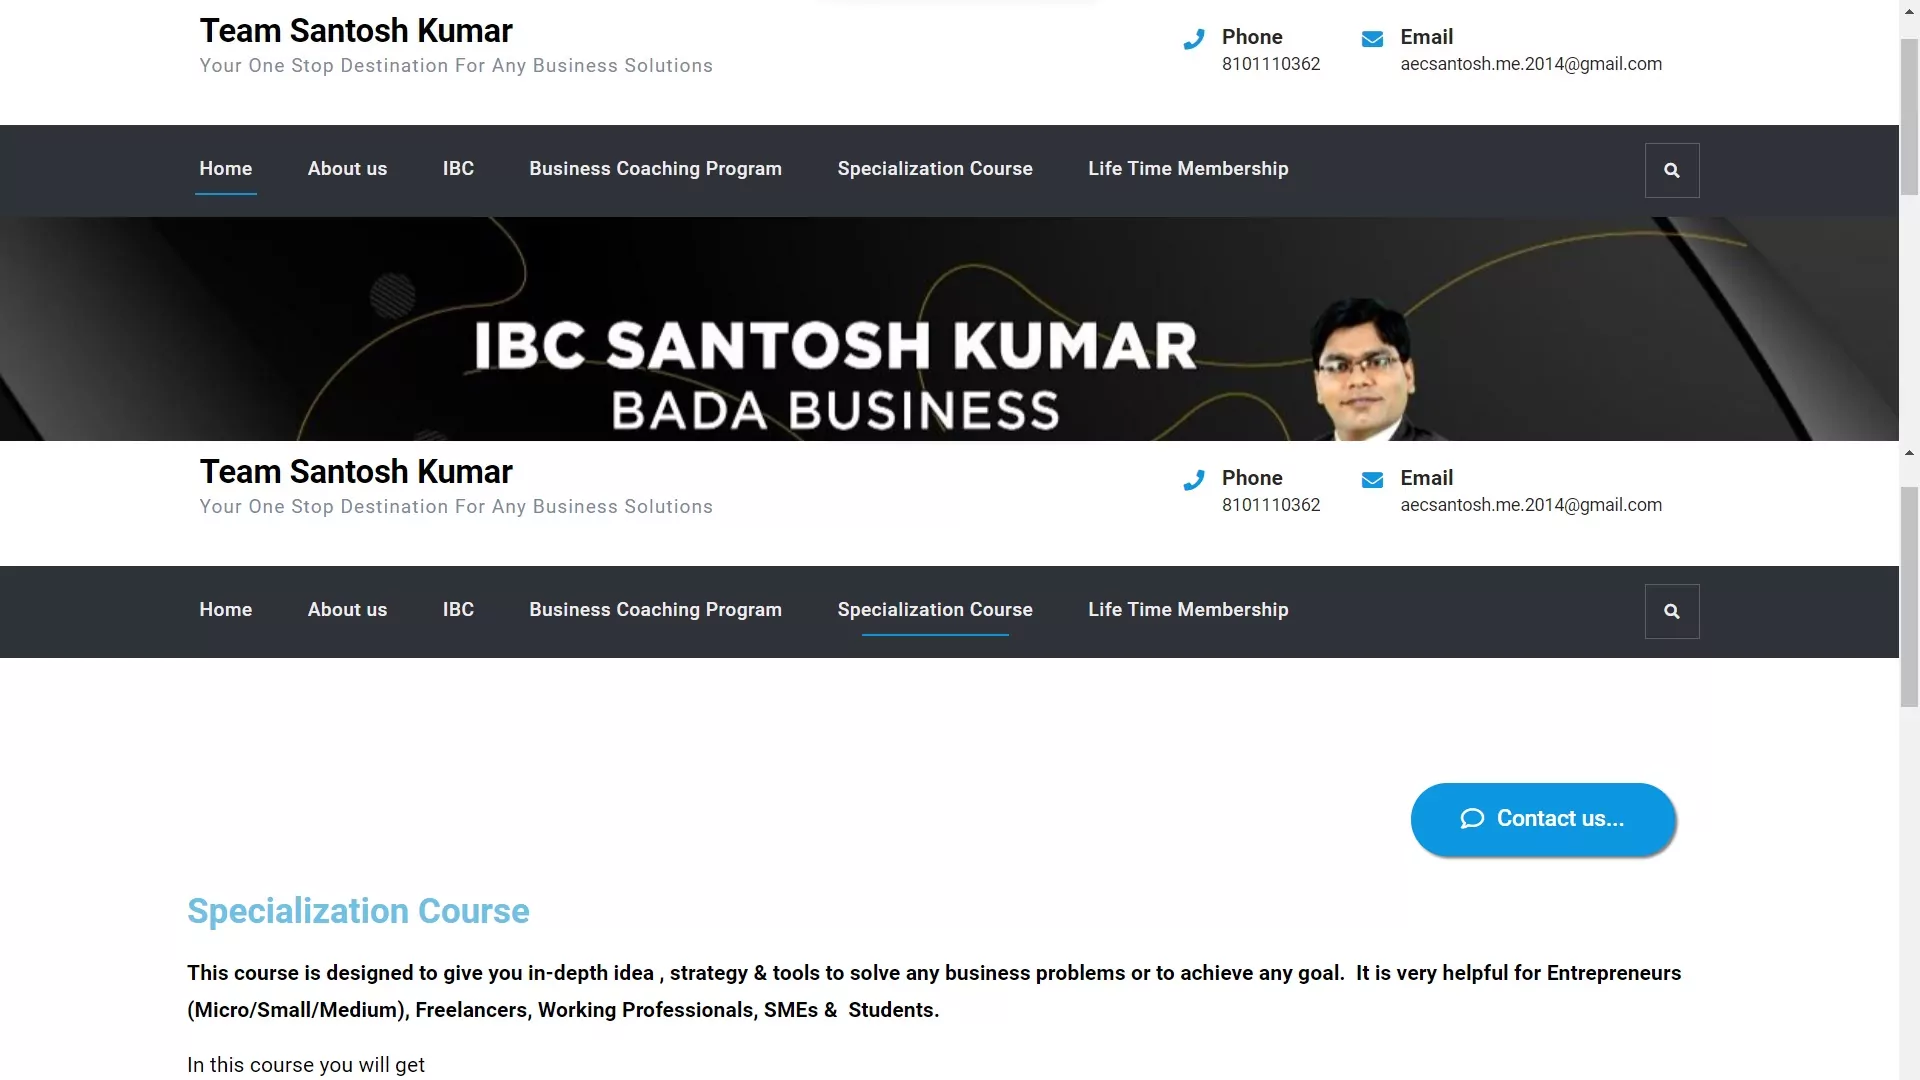 Team Santosh Kumar
Your One Stop Destination For Any Business Solutions
Phone
8101110362
Email
aecsantosh.me.2014@gmail.com
Home About us IBC Business Coaching Program Specialization Course Life Time Membership
IBC SANTOSH KUMAR
BADA BUSINESS
Team Santosh Kumar
Your One Stop Destination For Any Business Solutions
Phone
8101110362
Email
aecsantosh.me.2014@gmail.com
Home About us IBC Business Coaching Program Specialization Course Life Time Membership
Contact us...
Specialization Course
This course is designed to give you in-depth idea , strategy & tools to solve any business problems or to achieve any goal.  It is very helpful for Entrepreneurs
(Micro/Small/Medium), Freelancers, Working Professionals, SMEs &  Students.
In this course you will get